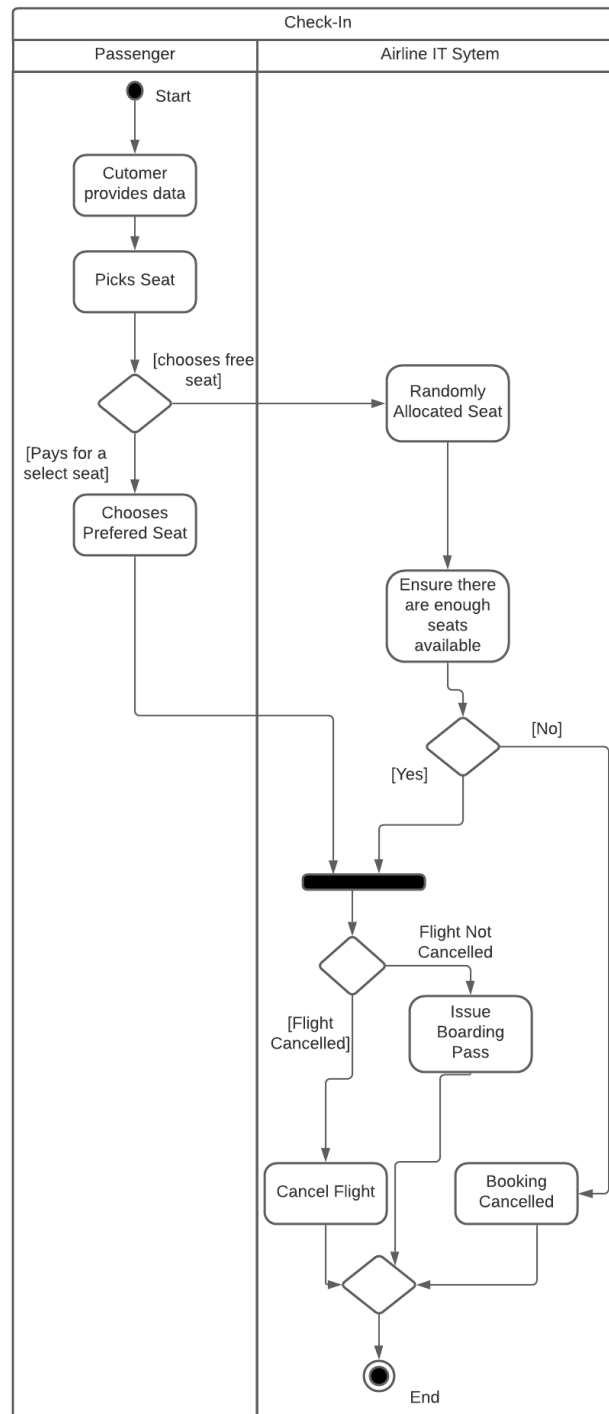 Check-In
Passenger
Airline IT Sytem
Start
Cutomer
provides data
Picks Seat
[chooses free
seat]
Randomly
Allocated Seat
[Pays for a
select seat]
Chooses
Prefered Seat
Ensure there
are enough
seats
available
[No]
[Yes]
Flight Not
Cancelled
Issue
Boarding
Pass
[Flight
Cancelled]
Cancel Flight
Booking
Cancelled
End